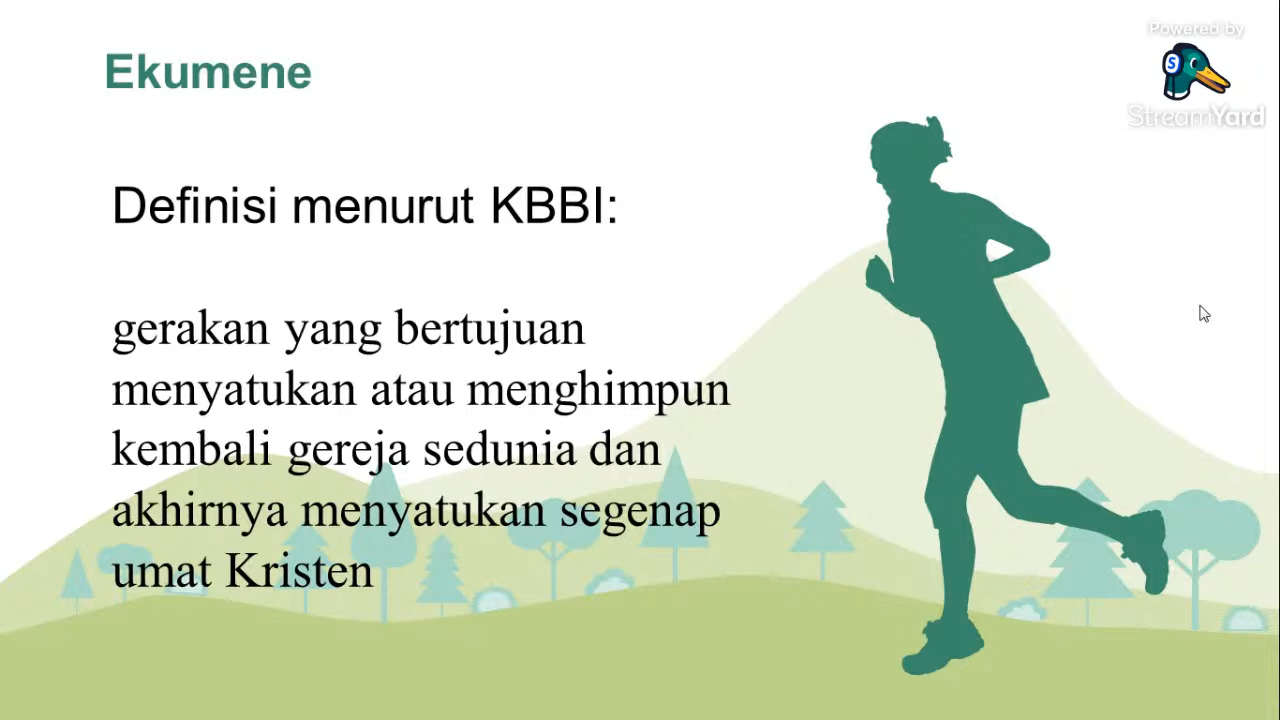 Powered by
StreamYard
Ekumene
Definisi menurut KBBI:
gerakan yang bertujuan
menyatukan atau menghimpun
kembali gereja sedunia dan
akhirnya menyatukan segenap
umat Kristen